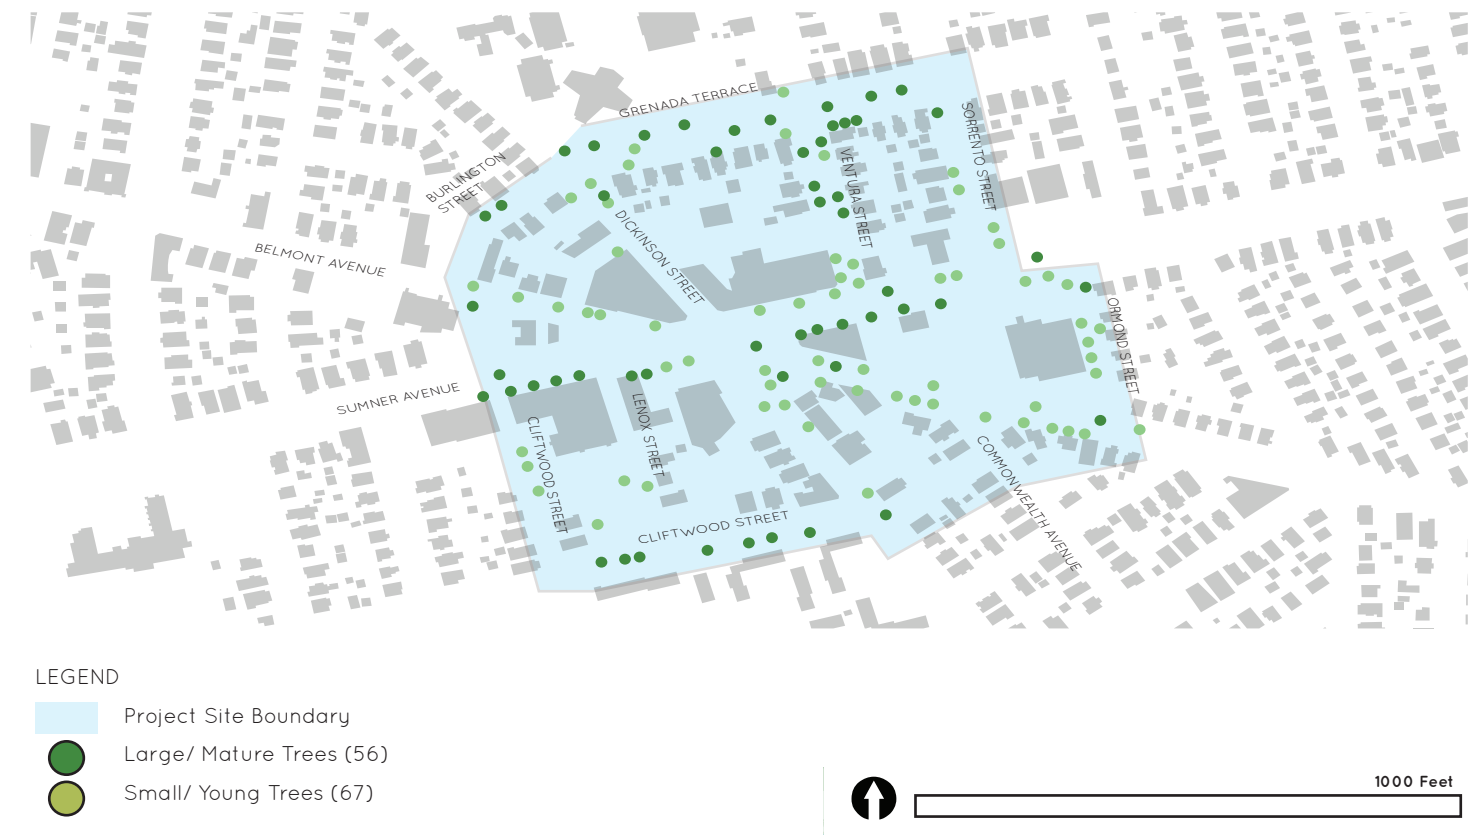 GRENADA TERRACE
SORRENTO STREET
BURLINGTON
STREET
VENTURA STREET
DICKINSON STREET
BELMONT AVENUE
ORMOND STREET
SUMNER AVENUE
LENOX STREET
CLIFTWOOD STREET
COMMONWEALTH AVENUE
CLIFTWOOD STREET
LEGEND
Project Site Boundary
Large/ Mature Trees (56)
Small/ Young Trees (67)
1000 Feet